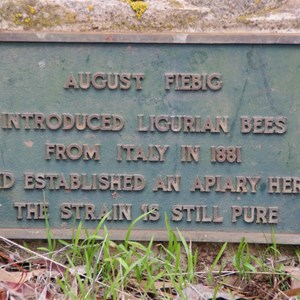 AUGUST FIEBIG
INTRODUCED LIGURIAN BEES
FROM ITALY IN 1881
ESTABLISHED AN APIARY
THE STRAIN IS STILL PURE